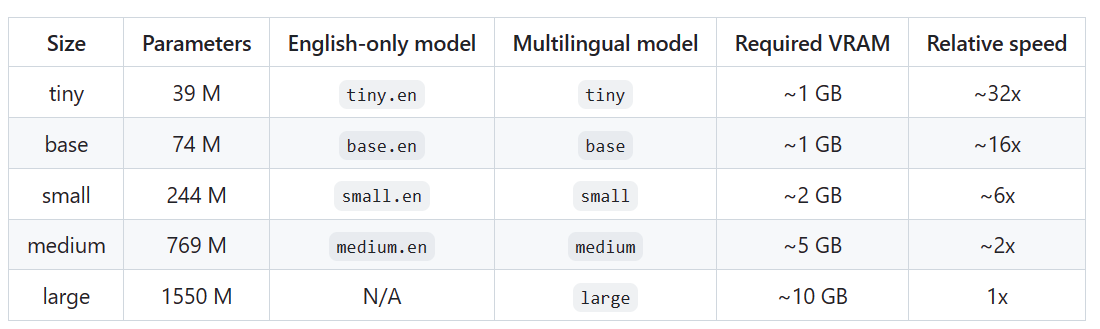 Size Parameters English-only model Multilingual model Required VRAM Relative speed
tiny 39 M tiny.en tiny ~1 GB ~32x
base 74 M base.en base ~1 GB ~16x
small 244 M small.en small ~2 GB ~6x
medium 769 M medium.en medium ~5 GB ~2x
large 1550 M N/A large ~10 GB 1x